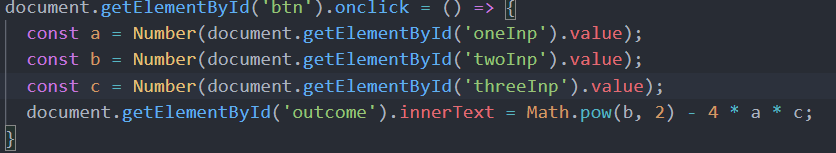 document.getElementById('btn').onclick = () => {
  const a = Number(document.getElementById('oneInp').value);
  const b = Number(document.getElementById('twoInp').value);
  const c = Number(document.getElementById('threeInp').value);
  document.getElementById('outcome').innerText = Math.pow(b, 2) - 4 * a * c;
}